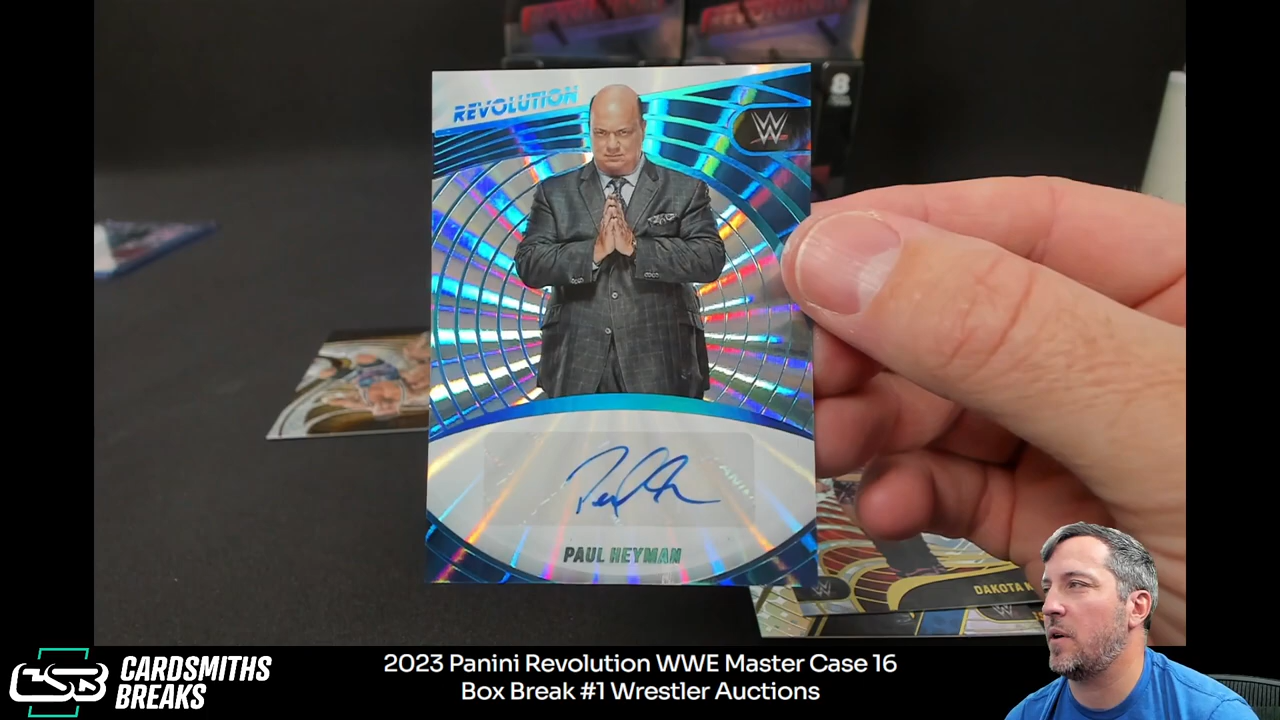 REVOLUTION
W
8
PAUL HEYMAN
DAKOTA K
W
CSB CARDSMITHS
BREAKS
2023 Panini Revolution WWE Master Case 16
Box Break #1 Wrestler Auctions